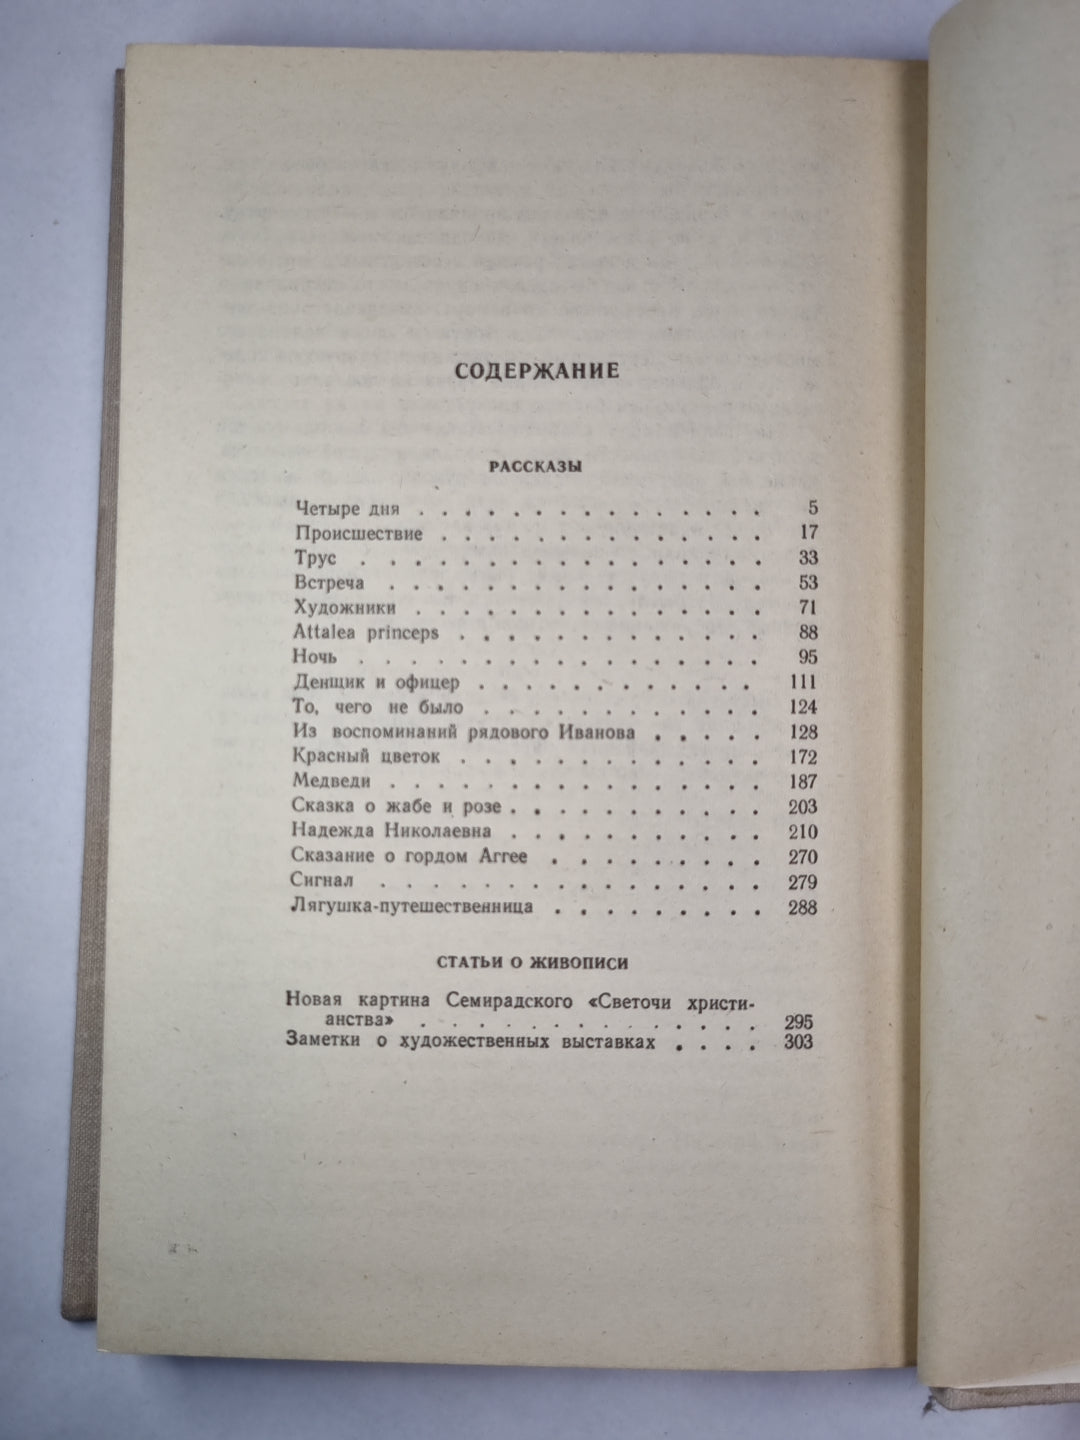 СОДЕРЖАНИЕ
РАССКАЗЫ
Четыре дня . . . . . . . . . . . . . . 5
Происшествие . . . . . . . . . . . . . 17
Трус . . . . . . . . . . . . . . . . 33
Встреча . . . . . . . . . . . . . . . 53
Художники . . . . . . . . . . . . . . 71
Attalea princeps . . . . . . . . . . . . 88
Ночь . . . . . . . . . . . . . . . . 95
Денщик и офицер . . . . . . . . . . . . 111
То, чего не было . . . . . . . . . . . . 124
Из воспоминаний рядового Иванова . . . . . 128
Красный цветок . . . . . . . . . . . . 172
Медведи . . . . . . . . . . . . . . . 187
Сказка о жабе и розе . . . . . . . . . . 203
Надежда Николаевна . . . . . . . . . . 210
Сказание о гордом Аггее . . . . . . . . 270
Сигнал . . . . . . . . . . . . . . . 279
Лягушка-путешественница . . . . . . . . . 288
СТАТЬИ О ЖИВОПИСИ
Новая картина Семирадского «Светочи христи-
анства» . . . . . . . . . . . . . 295
Заметки о художественных выставках . . . . 303